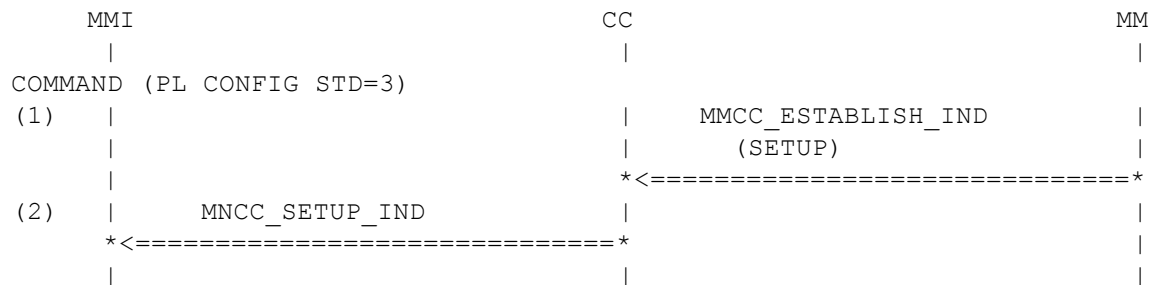 MMI CC MM
| | |
COMMAND (PL CONFIG STD=3)
(1) | | MMCC_ESTABLISH_IND |
| | (SETUP) |
| *<==============================*
(2) | MNCC_SETUP_IND | |
*<==============================* |
| | |